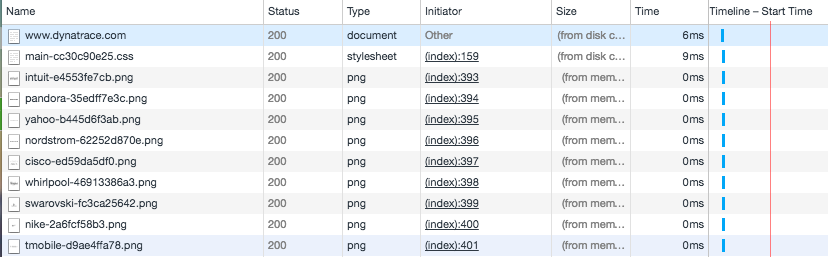 Name Status Type Initiator Size Time Timeline – Start Time
www.dynatrace.com 200 document Other (from disk c... 6ms
main-cc30c90e25.css 200 stylesheet (index):159 (from disk c... 9ms
intuit-e4553fe7cb.png 200 png (index):393 (from mem... 0ms
pandora-35edff7e3c.png 200 png (index):394 (from mem... 0ms
yahoo-b445d6f3ab.png 200 png (index):395 (from mem... 0ms
nordstrom-62252d870e.png 200 png (index):396 (from mem... 0ms
cisco-ed59da5df0.png 200 png (index):397 (from mem... 0ms
whirlpool-46913386a3.png 200 png (index):398 (from mem... 0ms
swarovski-fc3ca25642.png 200 png (index):399 (from mem... 0ms
nike-2a6fcf58b3.png 200 png (index):400 (from mem... 0ms
tmobile-d9ae4ffa78.png 200 png (index):401 (from mem... 0ms